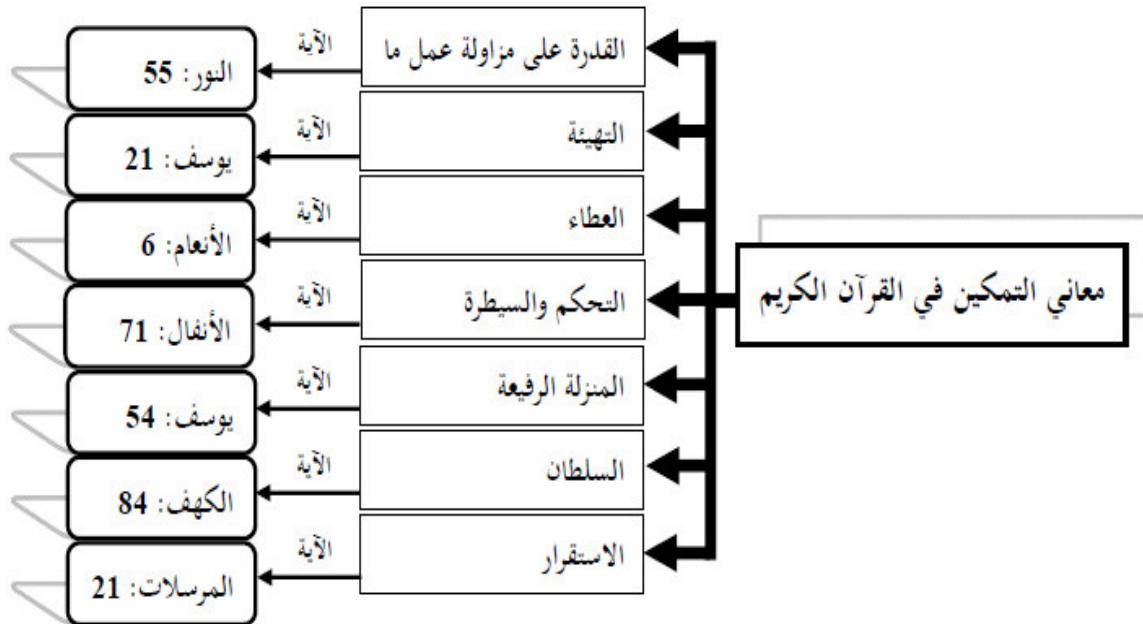 معاني التمكين في القرآن الكريم
القدرة على مزاولة عمل ما
الآية
النور: 55
التهيئة
الآية
يوسف: 21
العطاء
الآية
الأنعام: 6
التحكم والسيطرة
الآية
الأنفال: 71
المنزلة الرفيعة
الآية
يوسف: 54
السلطان
الآية
الكهف: 84
الاستقرار
الآية
المرسلات: 21